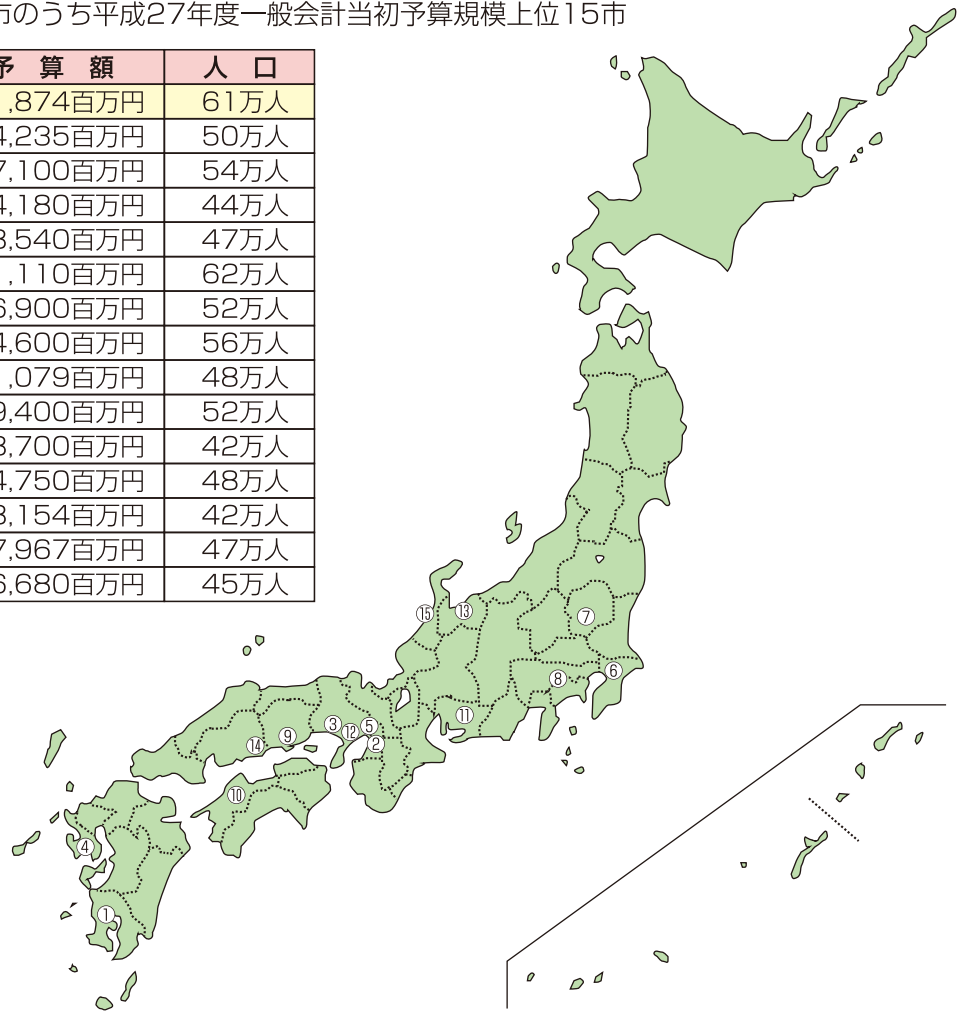 市のうち平成27年度一般会計当初予算規模上位15市
予算額 人口
,874百万円 61万人
4,235百万円 50万人
7,100百万円 54万人
4,180百万円 44万人
3,540百万円 47万人
,110百万円 62万人
6,900百万円 52万人
4,600百万円 56万人
,079百万円 48万人
9,400百万円 52万人
3,700百万円 42万人
4,750百万円 48万人
3,154百万円 42万人
7,967百万円 47万人
6,680百万円 45万人
⑮
⑬
⑦
⑥
⑧
⑪
③
⑫
⑤
②
⑨
⑭
⑩
④
①